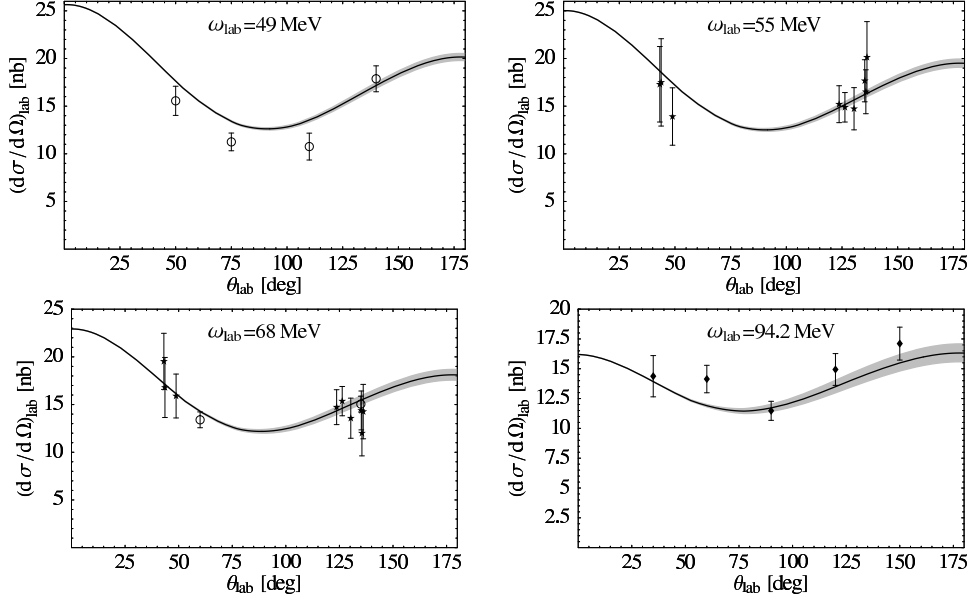 ω_lab=49 MeV
(dσ/dΩ)_lab [nb]
25
20
15
10
5
25 50 75 100 125 150 175
θ_lab [deg]
ω_lab=55 MeV
(dσ/dΩ)_lab [nb]
25
20
15
10
5
25 50 75 100 125 150 175
θ_lab [deg]
ω_lab=68 MeV
(dσ/dΩ)_lab [nb]
25
20
15
10
5
25 50 75 100 125 150 175
θ_lab [deg]
ω_lab=94.2 MeV
(dσ/dΩ)_lab [nb]
20
17.5
15
12.5
10
7.5
5
2.5
25 50 75 100 125 150 175
θ_lab [deg]